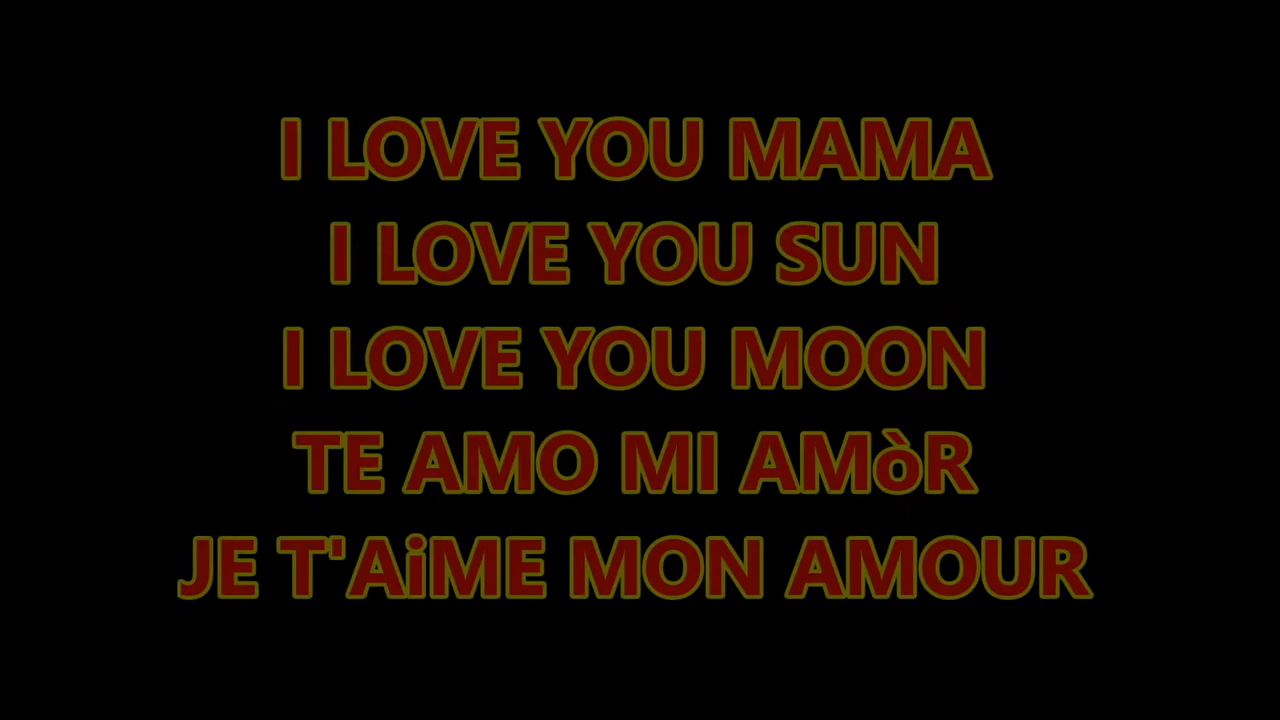 I LOVE YOU MAMA
I LOVE YOU SUN
I LOVE YOU MOON
TE AMO MI AMòR
JE T'AiME MON AMOUR